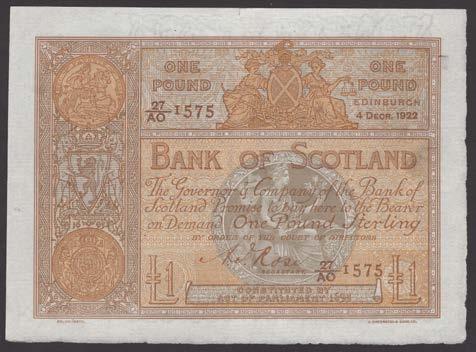 ONE POUND
ONE POUND
EDINBURGH
27/AO 1575
4 DECR. 1922
BANK OF SCOTLAND
The Governor & Company of the Bank of
Scotland Promise to pay here to the Bearer
on Demand One Pound Sterling
BY ORDER OF THE COURT OF DIRECTORS
Rose
SECRETARY
27/AO 1575
£1
CONSTITUTED BY
ACT OF PARLIAMENT 1695
£1